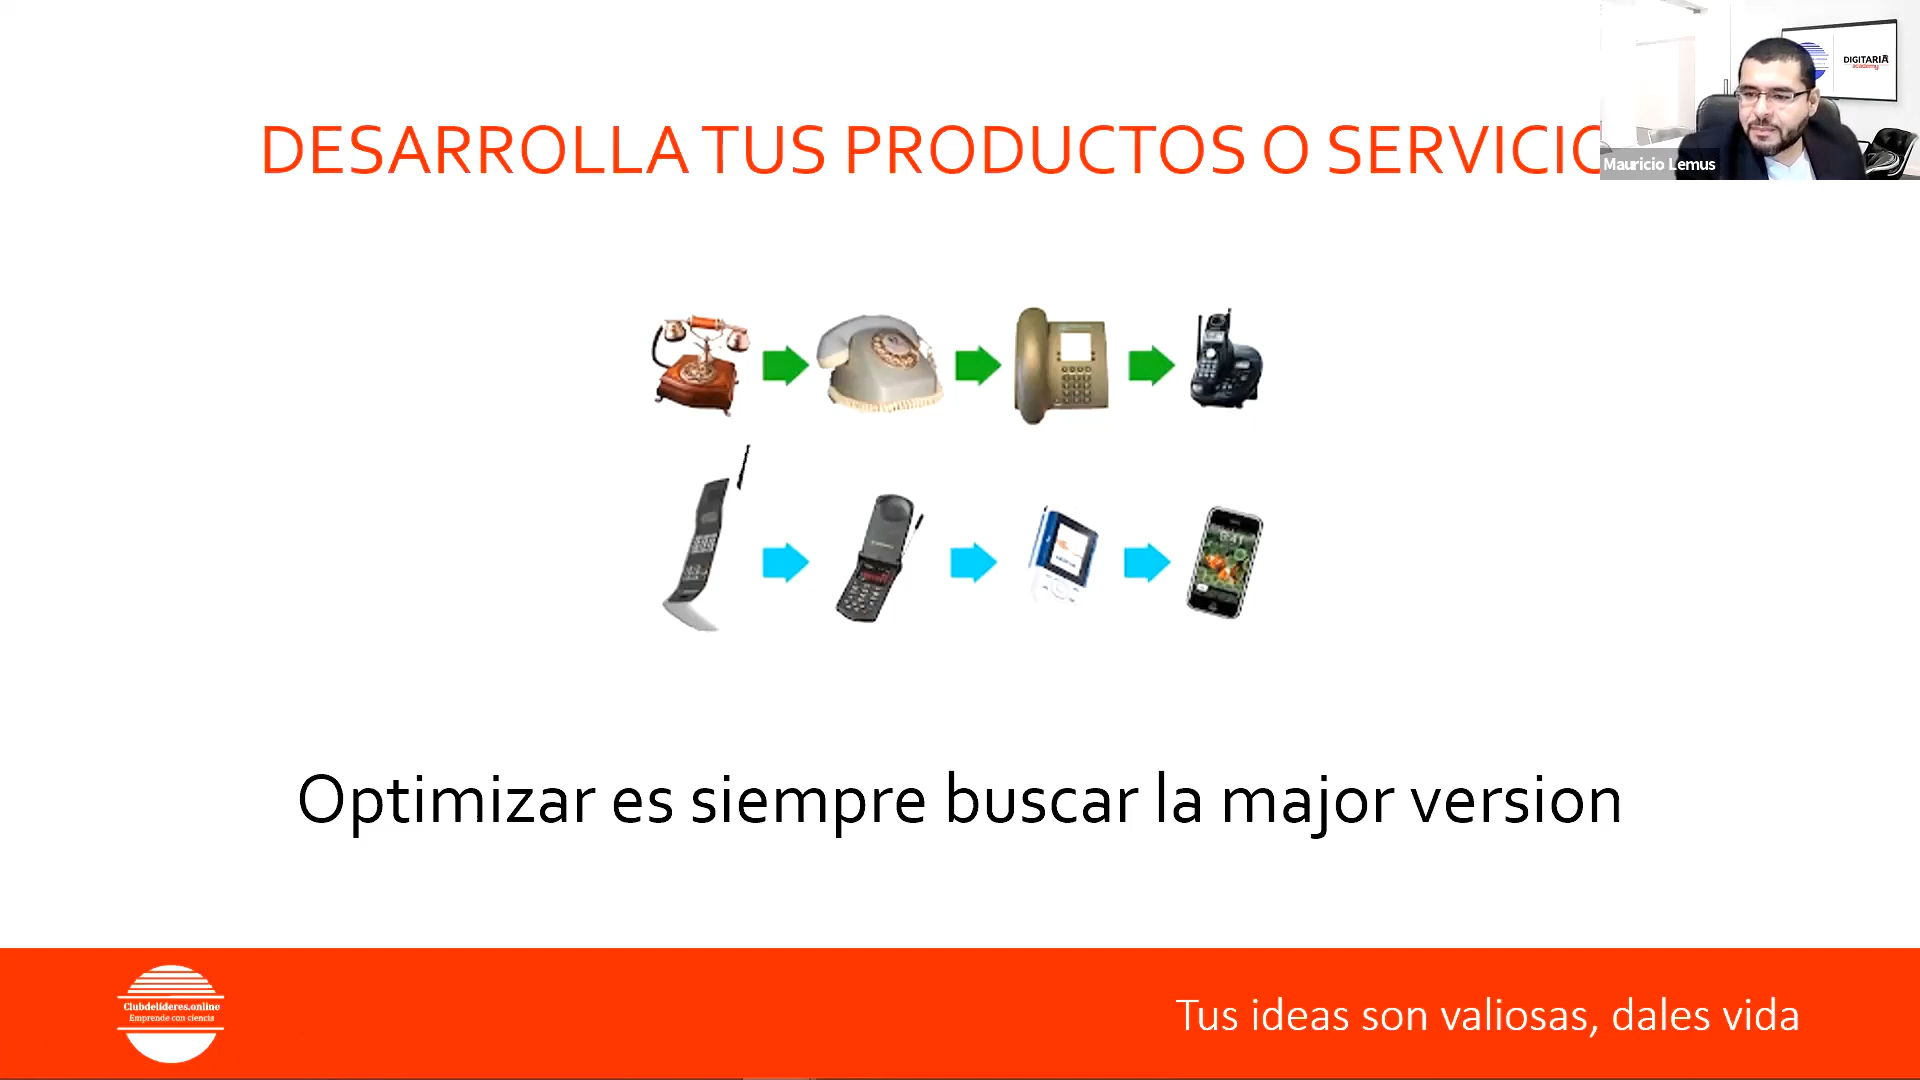 DIGITARIA
academy
Mauricio Lemus
DESARROLLA TUS PRODUCTOS O SERVICIO
Optimizar es siempre buscar la major version
Clubdelideres.online
Emprende con ciencia
Tus ideas son valiosas, dales vida